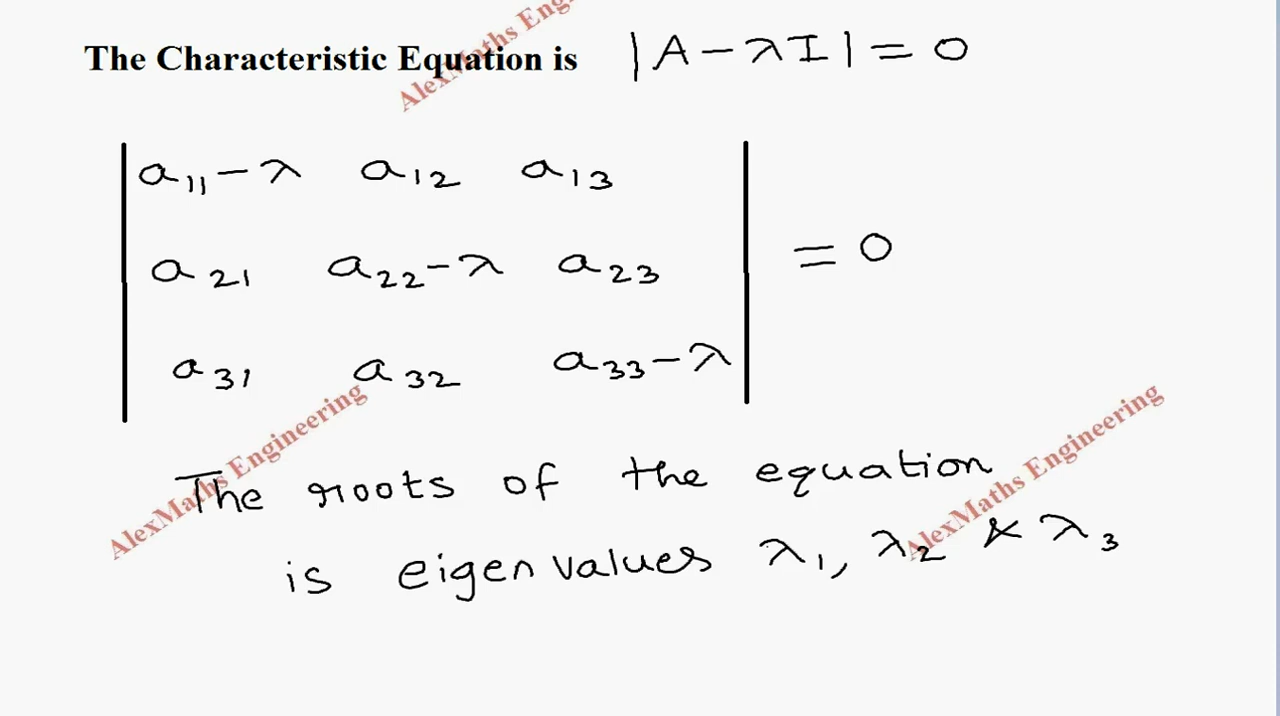 The Characteristic Equation is |A - λI| = 0
a₁₁-λ a₁₂ a₁₃
a₂₁ a₂₂-λ a₂₃ = 0
a₃₁ a₃₂ a₃₃-λ
The roots of the equation
is eigen values λ₁, λ₂ & λ₃
AlexMaths Eng
AlexMaths Engineering
AlexMaths Engineering